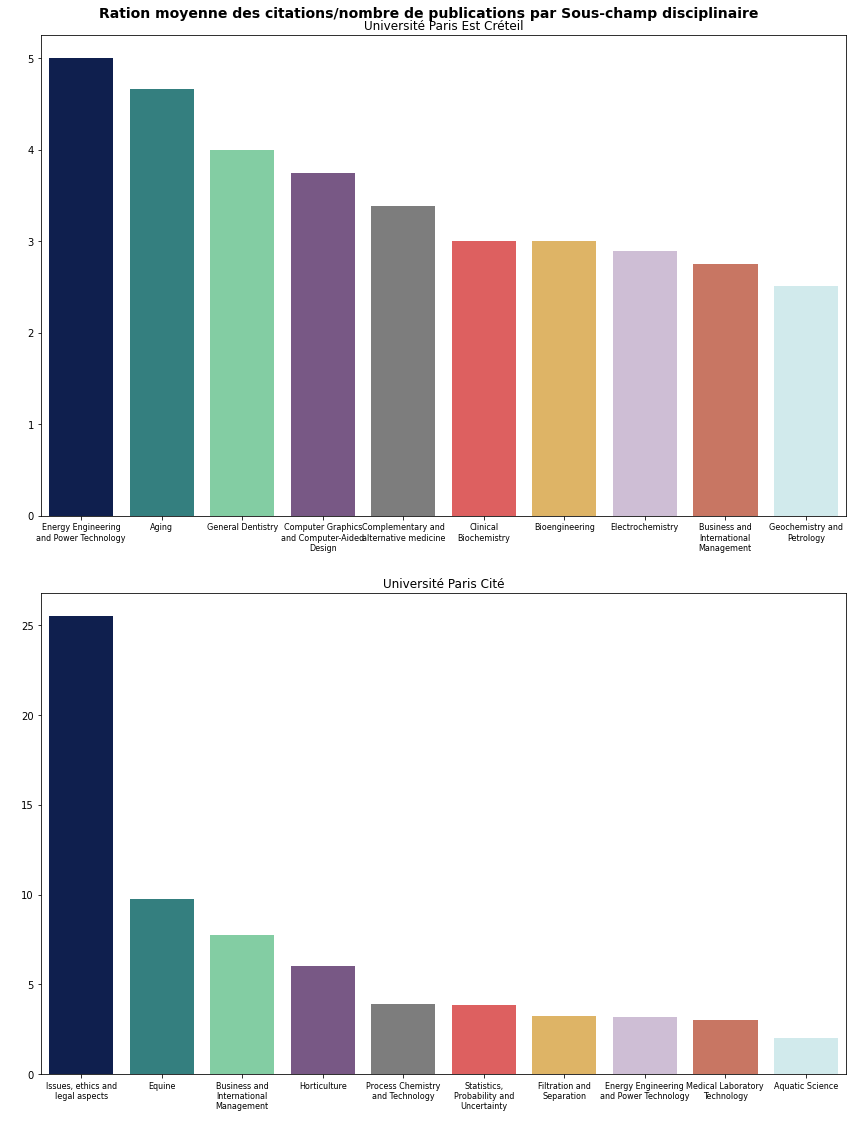 Ration moyenne des citations/nombre de publications par Sous-champ disciplinaire
Université Paris Est Créteil
5
4
3
2
1
0
Energy Engineering
and Power Technology
Aging
General Dentistry
Computer Graphics
and Computer-Aided
Design
Complementary and
alternative medicine
Clinical
Biochemistry
Bioengineering
Electrochemistry
Business and
International
Management
Geochemistry and
Petrology
Université Paris Cité
25
20
15
10
5
0
Issues, ethics and
legal aspects
Equine
Business and
International
Management
Horticulture
Process Chemistry
and Technology
Statistics,
Probability and
Uncertainty
Filtration and
Separation
Energy Engineering
and Power Technology
Medical Laboratory
Technology
Aquatic Science